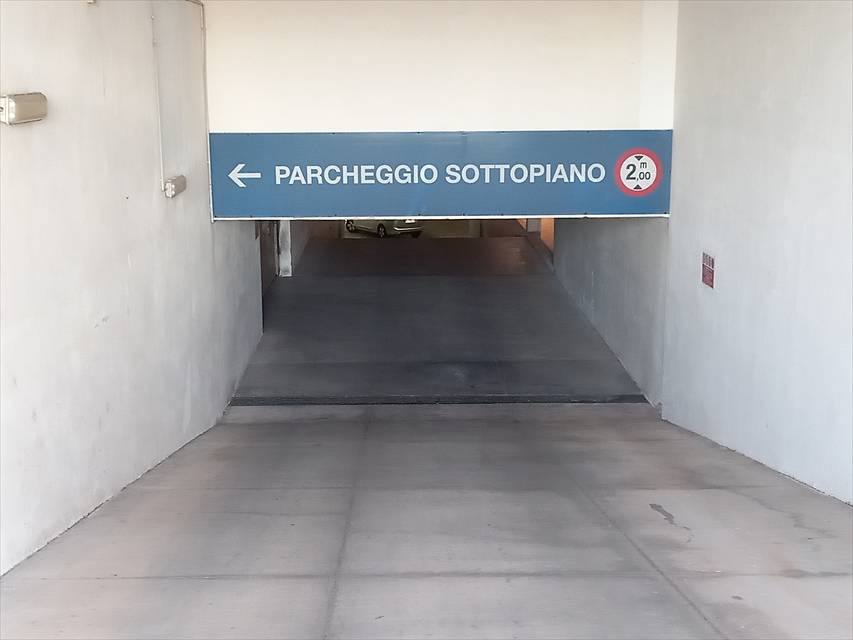 ← PARCHEGGIO SOTTOPIANO 2,00 m